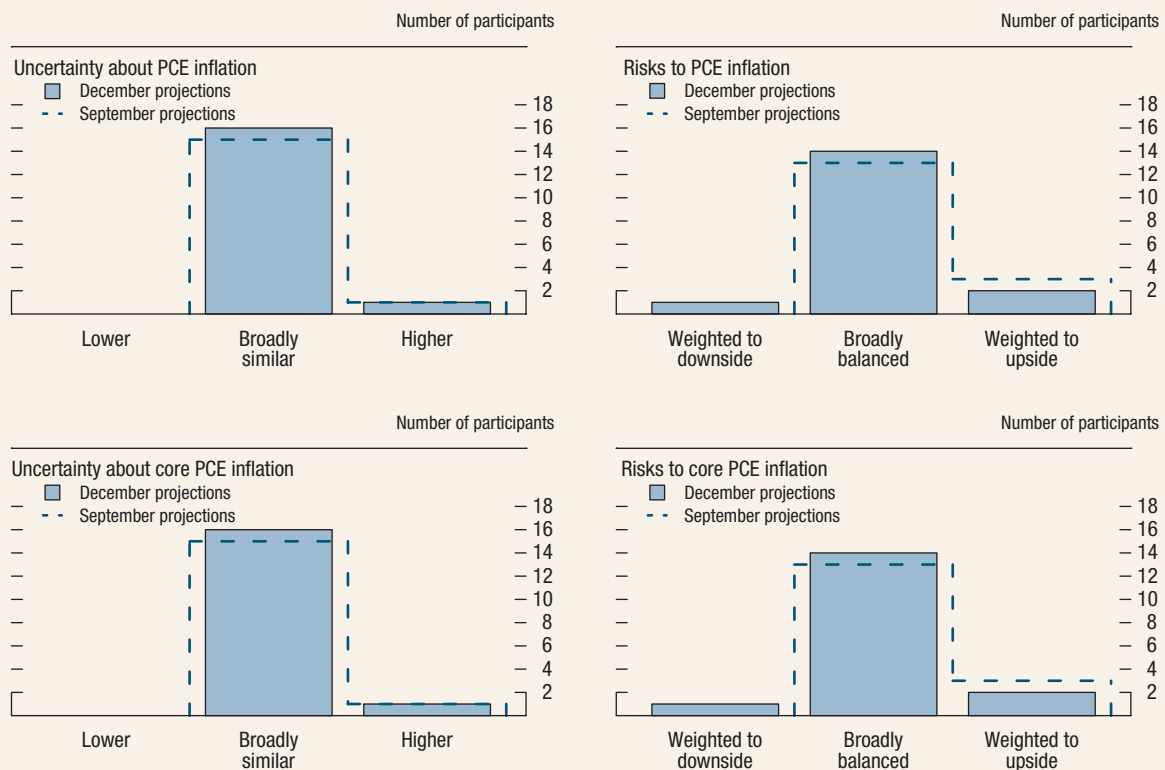 Number of participants
Uncertainty about PCE inflation
December projections
September projections
18
16
14
12
10
8
6
4
2
Lower
Broadly
similar
Higher
Number of participants
Risks to PCE inflation
December projections
September projections
18
16
14
12
10
8
6
4
2
Weighted to
downside
Broadly
balanced
Weighted to
upside
Number of participants
Uncertainty about core PCE inflation
December projections
September projections
18
16
14
12
10
8
6
4
2
Lower
Broadly
similar
Higher
Number of participants
Risks to core PCE inflation
December projections
September projections
18
16
14
12
10
8
6
4
2
Weighted to
downside
Broadly
balanced
Weighted to
upside